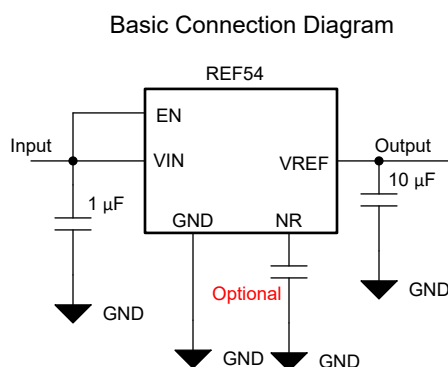 Basic Connection Diagram
REF54
EN
Input
VIN
VREF
Output
1 µF
10 µF
GND
NR
Optional
GND
GND
GND
GND